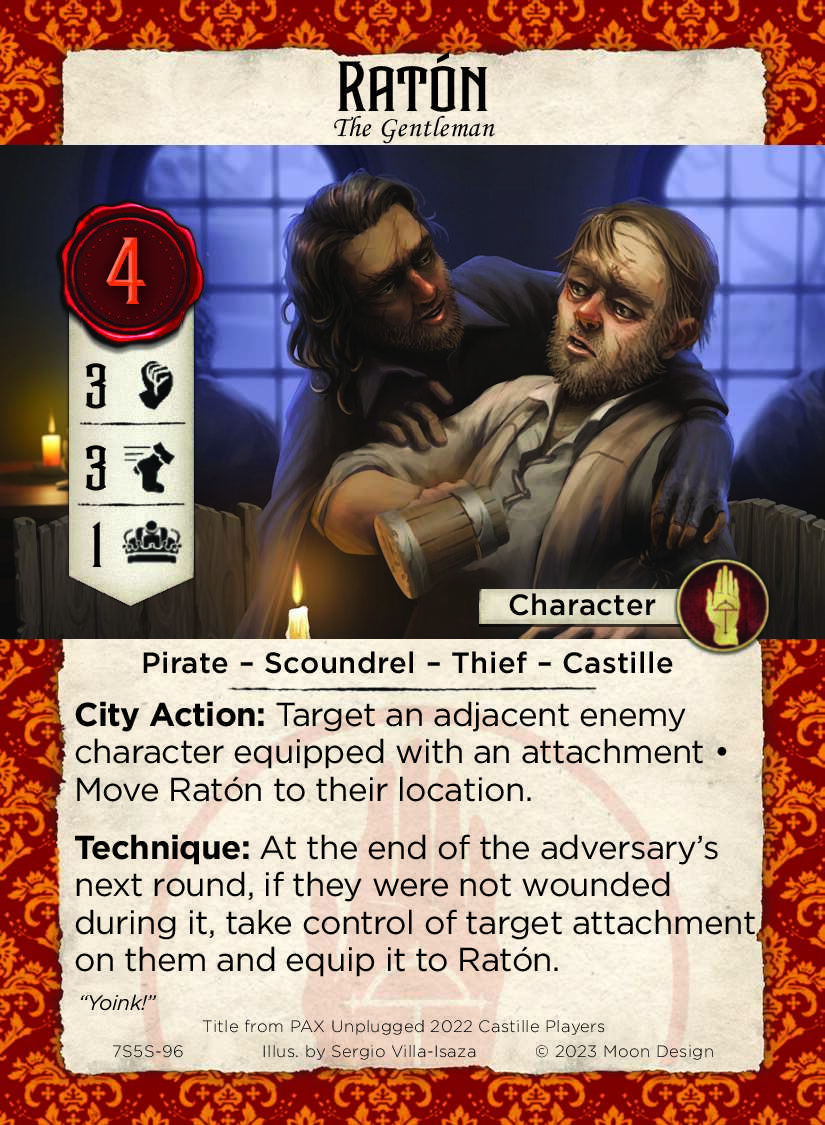 Ratón
The Gentleman
4
3
3
1
Character
Pirate – Scoundrel – Thief – Castille
City Action: Target an adjacent enemy
character equipped with an attachment •
Move Ratón to their location.
Technique: At the end of the adversary’s
next round, if they were not wounded
during it, take control of target attachment
on them and equip it to Ratón.
“Yoink!”
Title from PAX Unplugged 2022 Castille Players
7S5S-96 Illus. by Sergio Villa-Isaza © 2023 Moon Design